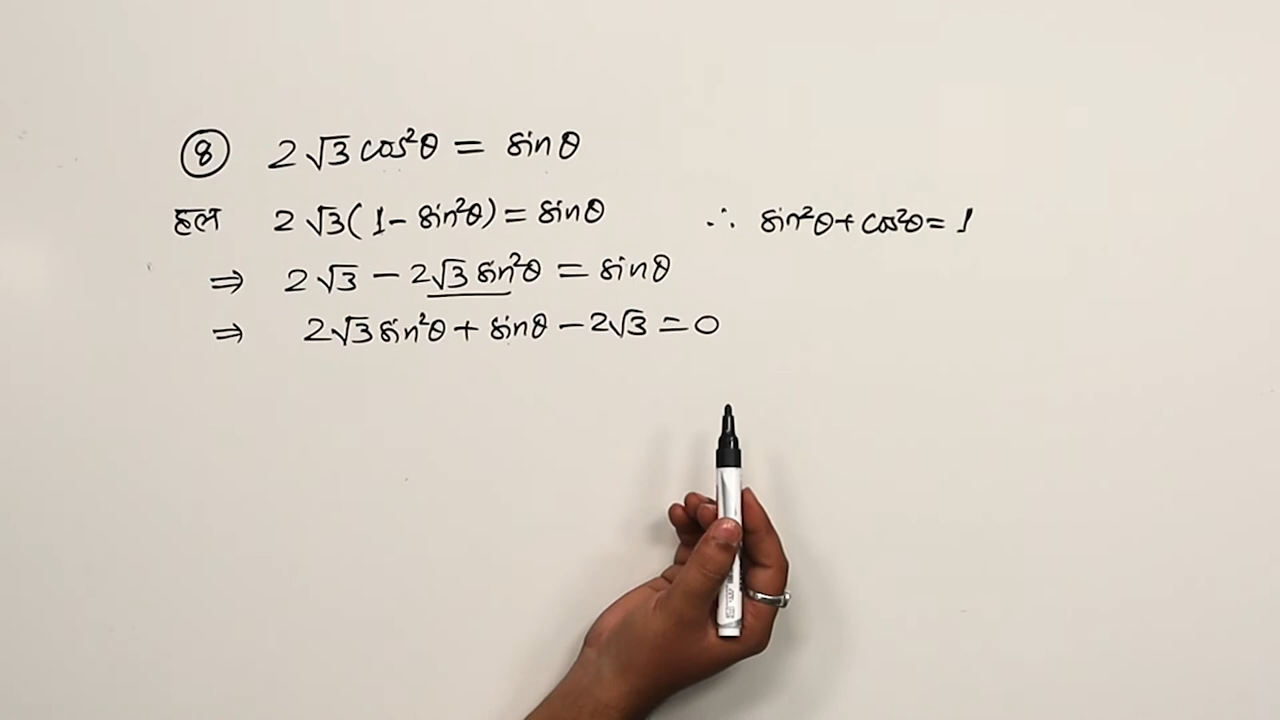 ⑧ 2√3 cos²θ = sinθ
हल 2√3(1 - sin²θ) = sinθ ∴ sin²θ + cos²θ = 1
⇒ 2√3 - 2√3 sin²θ = sinθ
⇒ 2√3 sin²θ + sinθ - 2√3 = 0